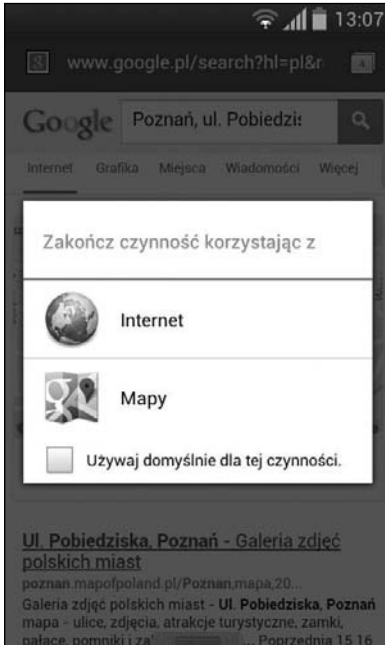 13:07
www.google.pl/search?hl=pl&r
Google
Poznań, ul. Pobiedzi
Internet Grafika Miejsca Wiadomości Więcej
Zakończ czynność korzystając z
Internet
Mapy
Używaj domyślnie dla tej czynności.
Ul. Pobiedziska, Poznań - Galeria zdjęć
polskich miast
poznan.mapofpoland.pl/Poznan,mapa,20...
Galeria zdjęć polskich miast - Ul. Pobiedziska, Poznań
mapa - ulice, zdjęcia, atrakcje turystyczne, zamki,
pałace, pomniki i za ... Poprzednia 15 16